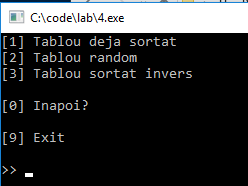 C:\code\lab\4.exe
[1] Tablou deja sortat
[2] Tablou random
[3] Tablou sortat invers
[0] Inapoi?
[9] Exit
>>